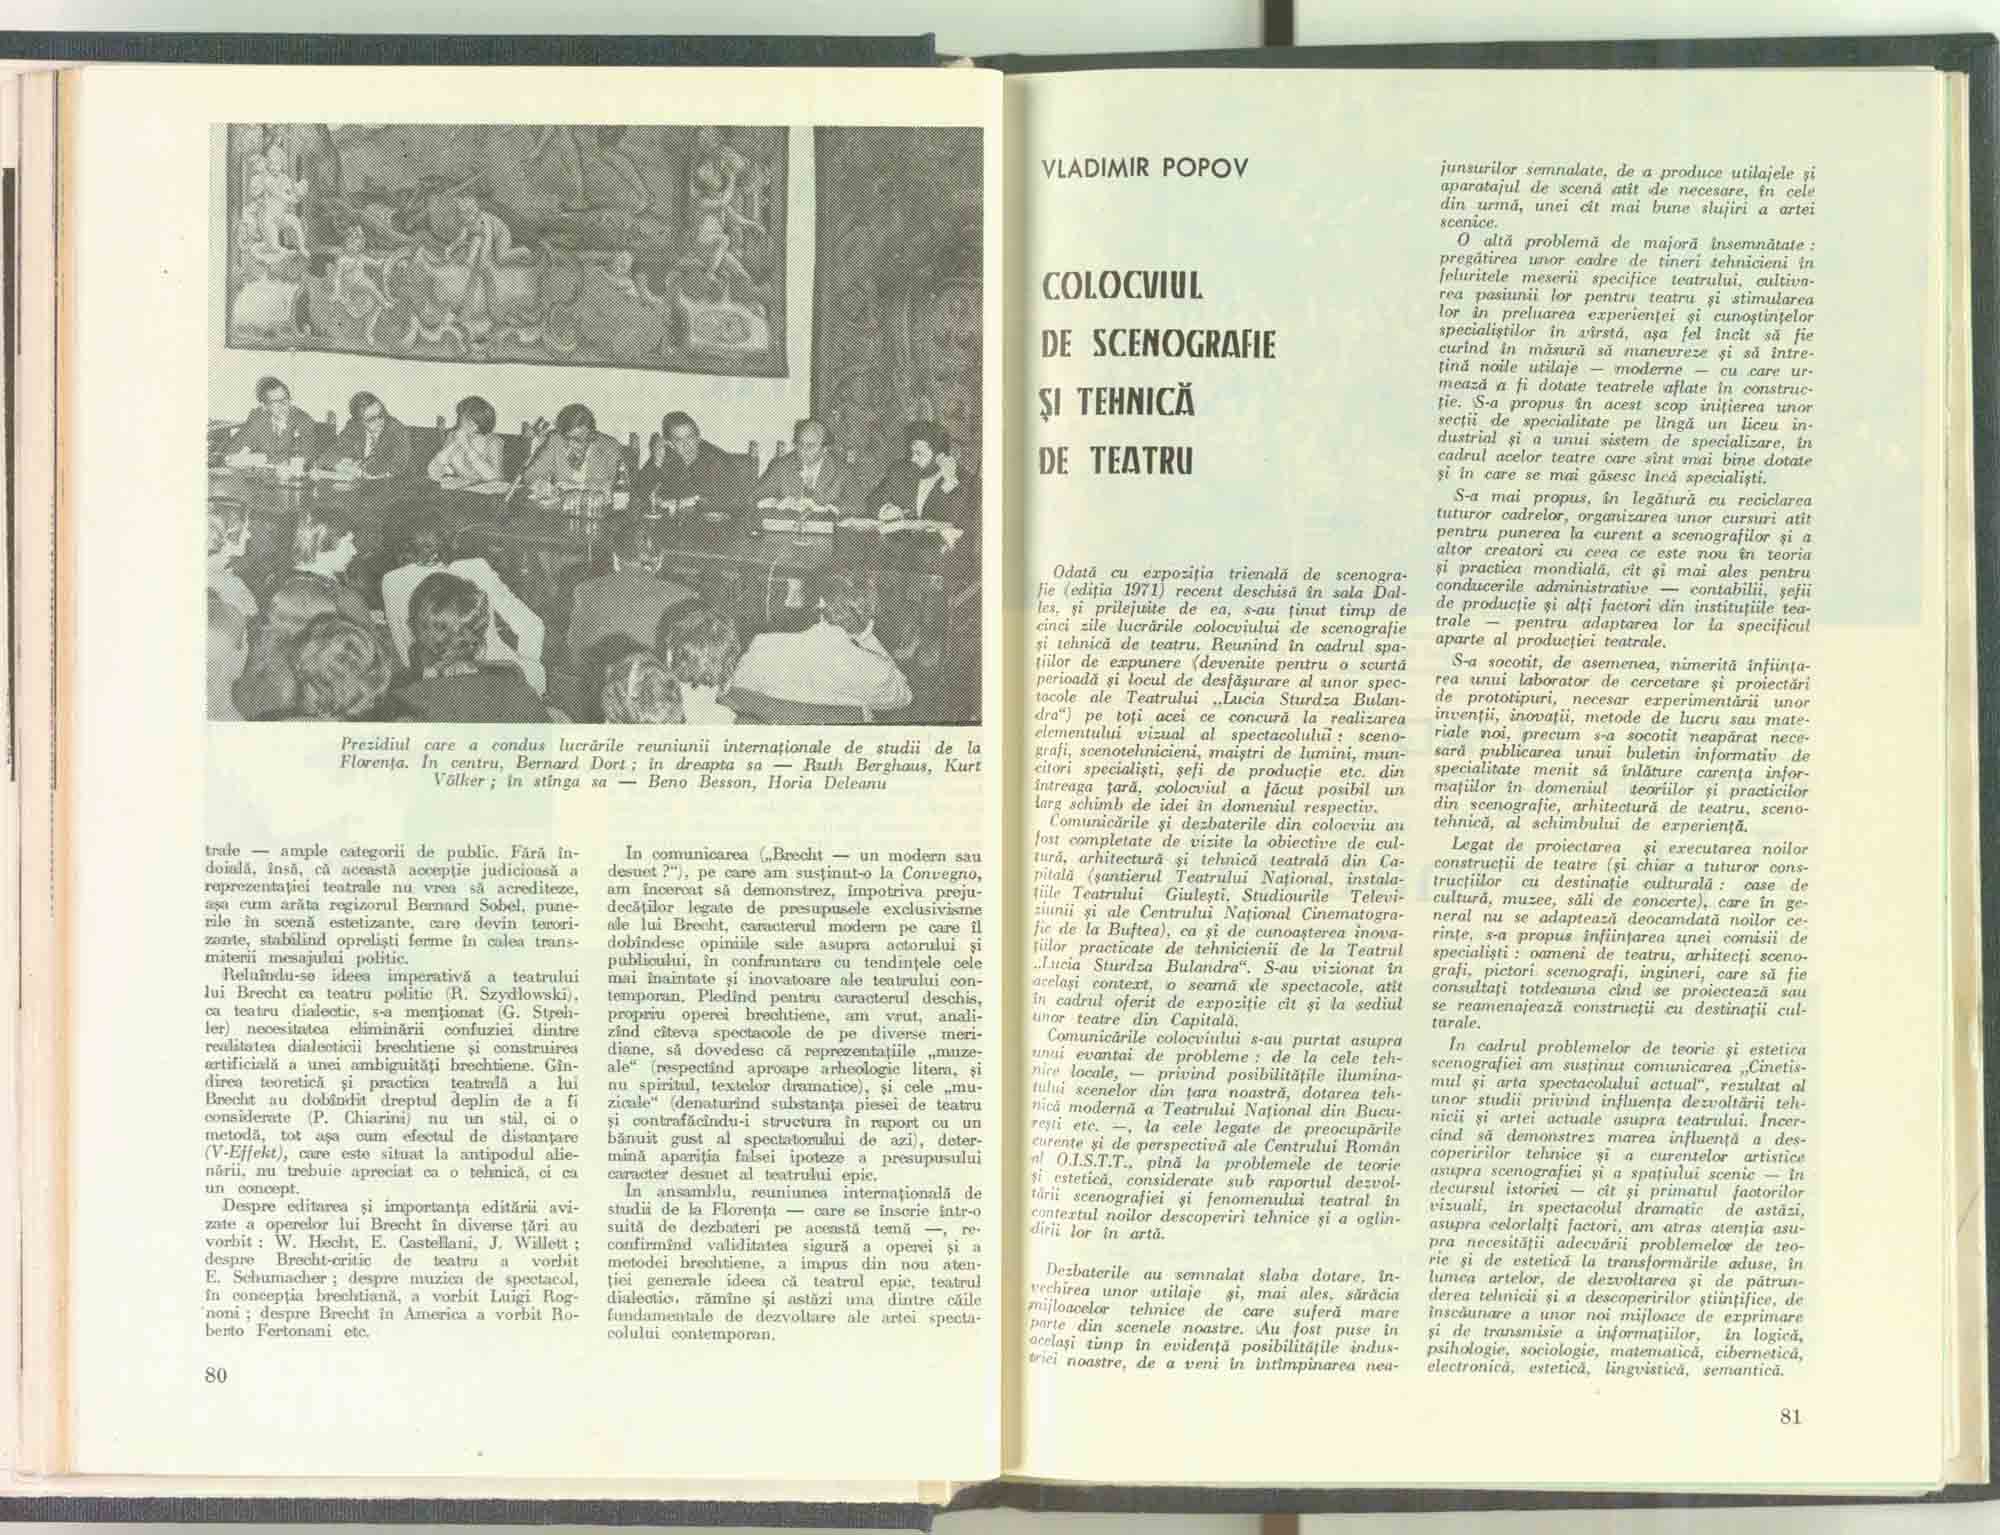 Prezidiul care a condus lucrările reuniunii internaționale de studii de la
Florența. In centru, Bernard Dort ; în dreapta sa — Ruth Berghaus, Kurt
Völker ; în stînga sa — Beno Besson, Horia Deleanu
trale — ample categorii de public. Fără în-
doială, însă, că această accepție judicioasă a
reprezentației teatrale nu vrea să acrediteze,
așa cum arăta regizorul Bernard Sobel, pune-
rile în scenă estetizante, care devin terori-
zante, stabilind opreliști ferme în calea trans-
miterii mesajului politic.
Reluîndu-se ideea imperativă a teatrului
lui Brecht ca teatru politic (R. Szydlowski),
ca teatru dialectic, s-a menționat (G. Streh-
ler) necesitatea eliminării confuziei dintre
realitatea dialecticii brechtiene și construirea
artificială a unei ambiguități brechtiene. Gîn-
direa teoretică și practica teatrală a lui
Brecht au dobîndit dreptul deplin de a fi
considerate (P. Chiarini) nu un stil, ci o
metodă, tot așa cum efectul de distanțare
(V-Effekt), care este situat la antipodul alie-
nării, nu trebuie apreciat ca o tehnică, ci ca
un concept.
Despre editarea și importanța editării avi-
zate a operelor lui Brecht în diverse țări au
vorbit : W. Hecht, E. Castellani, J. Willett ;
despre Brecht-critic de teatru a vorbit
E. Schumacher ; despre muzica de spectacol,
în concepția brechtiană, a vorbit Luigi Rog-
noni ; despre Brecht în America a vorbit Ro-
berto Fertonani etc.
80
In comunicarea („Brecht — un modern sau
desuet ?“), pe care am susținut-o la Convegno,
am încercat să demonstrez, împotriva preju-
decăților legate de presupusele exclusivisme
ale lui Brecht, caracterul modern pe care îl
dobîndesc opiniile sale asupra actorului și
publicului, în confruntare cu tendințele cele
mai înaintate și inovatoare ale teatrului con-
temporan. Pledînd pentru caracterul deschis,
propriu operei brechtiene, am vrut, anali-
zînd cîteva spectacole de pe diverse meri-
diane, să dovedesc că reprezentațiile „muze-
ale“ (respectînd aproape arheologic litera, și
nu spiritul, textelor dramatice), și cele „mu-
zicale“ (denaturînd substanța piesei de teatru
și contrafăcîndu-i structura în raport cu un
bănuit gust al spectatorului de azi), deter-
mină apariția falsei ipoteze a presupusului
caracter desuet al teatrului epic.
In ansamblu, reuniunea internațională de
studii de la Florența — care se înscrie într-o
suită de dezbateri pe această temă —, re-
confirmînd validitatea sigură a operei și a
metodei brechtiene, a impus din nou aten-
ției generale ideea că teatrul epic, teatrul
dialectic, rămîne și astăzi una dintre căile
fundamentale de dezvoltare ale artei specta-
colului contemporan.
VLADIMIR POPOV
COLOCVIUL
DE SCENOGRAFIE
ȘI TEHNICĂ
DE TEATRU
Odată cu expoziția trienală de scenogra-
fie (ediția 1971) recent deschisă în sala Dal-
les, și prilejuite de ea, s-au ținut timp de
cinci zile lucrările colocviului de scenografie
și tehnică de teatru. Reunind în cadrul spa-
țiilor de expunere (devenite pentru o scurtă
perioadă și locul de desfășurare al unor spec-
tacole ale Teatrului „Lucia Sturdza Bulan-
dra“) pe toți acei ce concură la realizarea
elementului vizual al spectacolului : sceno-
grafi, scenotehnicieni, maiștri de lumini, mun-
citori specialiști, șefi de producție etc. din
întreaga țară, colocviul a făcut posibil un
larg schimb de idei în domeniul respectiv.
Comunicările și dezbaterile din colocviu au
fost completate de vizite la obiective de cul-
tură, arhitectură și tehnică teatrală din Ca-
pitală (șantierul Teatrului Național, instala-
țiile Teatrului Giulești, Studiourile Televi-
ziunii și ale Centrului Național Cinematogra-
fic de la Buftea), ca și de cunoașterea inova-
țiilor practicate de tehnicienii de la Teatrul
„Lucia Sturdza Bulandra“. S-au vizionat în
același context, o seamă de spectacole, atît
în cadrul oferit de expoziție cît și la sediul
unor teatre din Capitală.
Comunicările colocviului s-au purtat asupra
unui evantai de probleme : de la cele teh-
nice locale, — privind posibilitățile ilumina-
tului scenelor din țara noastră, dotarea teh-
nică modernă a Teatrului Național din Bucu-
rești etc. —, la cele legate de preocupările
curente și de perspectivă ale Centrului Român
al O.I.S.T.T., pînă la problemele de teorie
și estetică, considerate sub raportul dezvol-
tării scenografiei și fenomenului teatral în
contextul noilor descoperiri tehnice și a oglin-
dirii lor în artă.
Dezbaterile au semnalat slaba dotare, în-
vechirea unor utilaje și, mai ales, sărăcia
mijloacelor tehnice de care suferă mare
parte din scenele noastre. Au fost puse în
același timp în evidență posibilitățile indus-
triei noastre, de a veni în întîmpinarea nea-
junsurilor semnalate, de a produce utilajele și
aparatajul de scenă atît de necesare, în cele
din urmă, unei cît mai bune slujiri a artei
scenice.
O altă problemă de majoră însemnătate :
pregătirea unor cadre de tineri tehnicieni în
feluritele meserii specifice teatrului, cultiva-
rea pasiunii lor pentru teatru și stimularea
lor în preluarea experienței și cunoștințelor
specialiștilor în vîrstă, așa fel încît să fie
curînd în măsură să manevreze și să între-
țină noile utilaje — moderne — cu care ur-
mează a fi dotate teatrele aflate în construc-
ție. S-a propus în acest scop inițierea unor
secții de specialitate pe lîngă un liceu in-
dustrial și a unui sistem de specializare, în
cadrul acelor teatre care sînt mai bine dotate
și în care se mai găsesc încă specialiști.
S-a mai propus, în legătură cu reciclarea
tuturor cadrelor, organizarea unor cursuri atît
pentru punerea la curent a scenografilor și a
altor creatori cu ceea ce este nou în teoria
și practica mondială, cît și mai ales pentru
conducerile administrative — contabilii, șefii
de producție și alți factori din instituțiile tea-
trale — pentru adaptarea lor la specificul
aparte al producției teatrale.
S-a socotit, de asemenea, nimerită înființa-
rea unui laborator de cercetare și proiectări
de prototipuri, necesar experimentării unor
invenții, inovații, metode de lucru sau mate-
riale noi, precum s-a socotit neapărat nece-
sară publicarea unui buletin informativ de
specialitate menit să înlăture carența infor-
mațiilor în domeniul teoriilor și practicilor
din scenografie, arhitectură de teatru, sceno-
tehnică, al schimbului de experiență.
Legat de proiectarea și executarea noilor
construcții de teatre (și chiar a tuturor cons-
trucțiilor cu destinație culturală : case de
cultură, muzee, săli de concerte), care în ge-
neral nu se adaptează deocamdată noilor ce-
rințe, s-a propus înființarea unei comisii de
specialiști : oameni de teatru, arhitecți sceno-
grafi, pictori scenografi, ingineri, care să fie
consultați totdeauna cînd se proiectează sau
se reamenajează construcții cu destinații cul-
turale.
In cadrul problemelor de teorie și estetica
scenografiei am susținut comunicarea „Cinetis-
mul și arta spectacolului actual“, rezultat al
unor studii privind influența dezvoltării teh-
nicii și artei actuale asupra teatrului. Incer-
cînd să demonstrez marea influență a des-
coperirilor tehnice și a curentelor artistice
asupra scenografiei și a spațiului scenic — în
decursul istoriei — cît și primatul factorilor
vizuali, în spectacolul dramatic de astăzi,
asupra celorlalți factori, am atras atenția asu-
pra necesității adecvării problemelor de teo-
rie și de estetică la transformările aduse, în
lumea artelor, de dezvoltarea și de pătrun-
derea tehnicii și a descoperirilor științifice, de
înscăunare a unor noi mijloace de exprimare
și de transmisie a informațiilor, în logică,
psihologie, sociologie, matematică, cibernetică,
electronică, estetică, lingvistică, semantică.
81